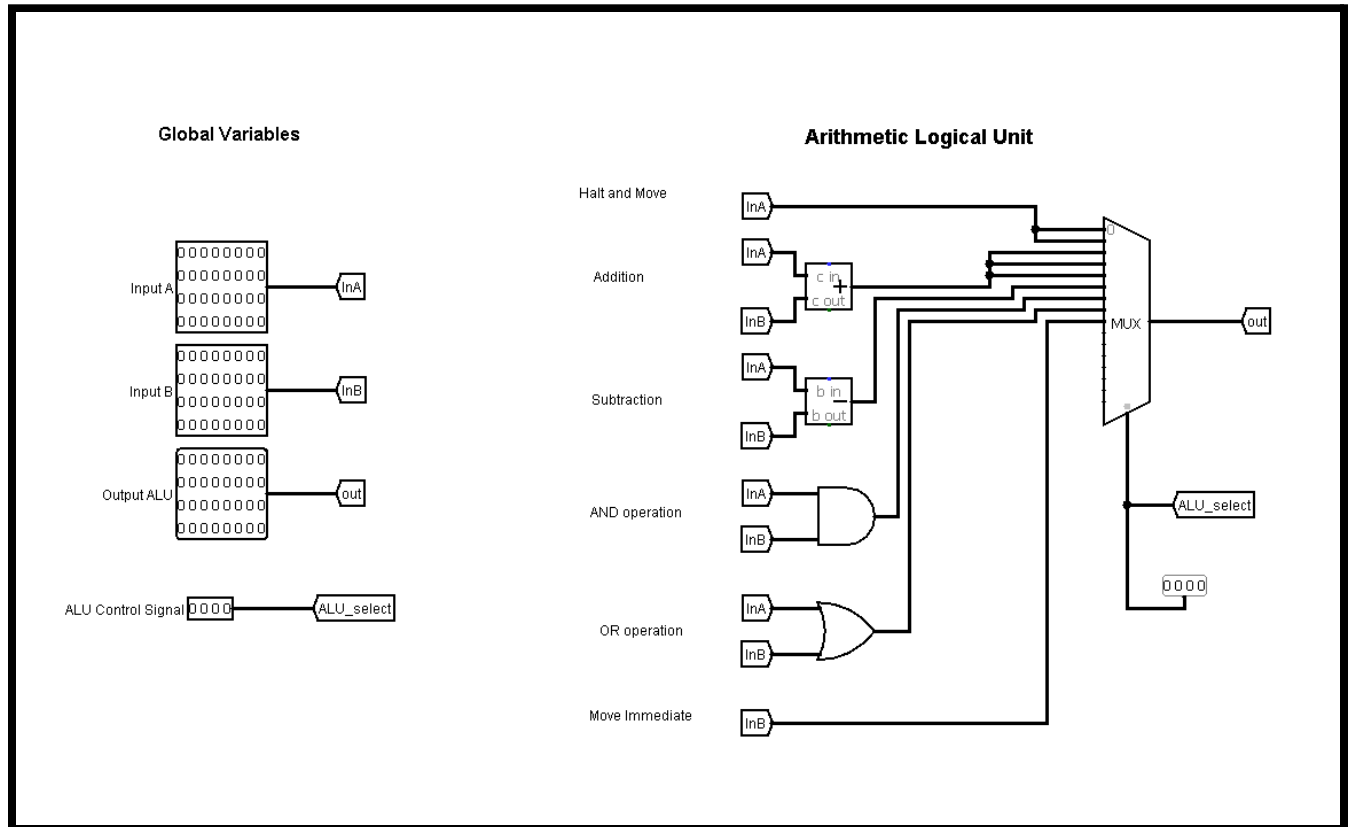 Global Variables
Arithmetic Logical Unit
Halt and Move
InA
0
InA
c in
Addition
+
c out
InB
Input A
00000000
00000000
00000000
00000000
InA
MUX
out
InA
b in
Subtraction
−
b out
InB
Input B
00000000
00000000
00000000
00000000
InB
InA
AND operation
InB
Output ALU
00000000
00000000
00000000
00000000
out
ALU_select
0000
ALU Control Signal
0000
ALU_select
InA
OR operation
InB
Move Immediate
InB